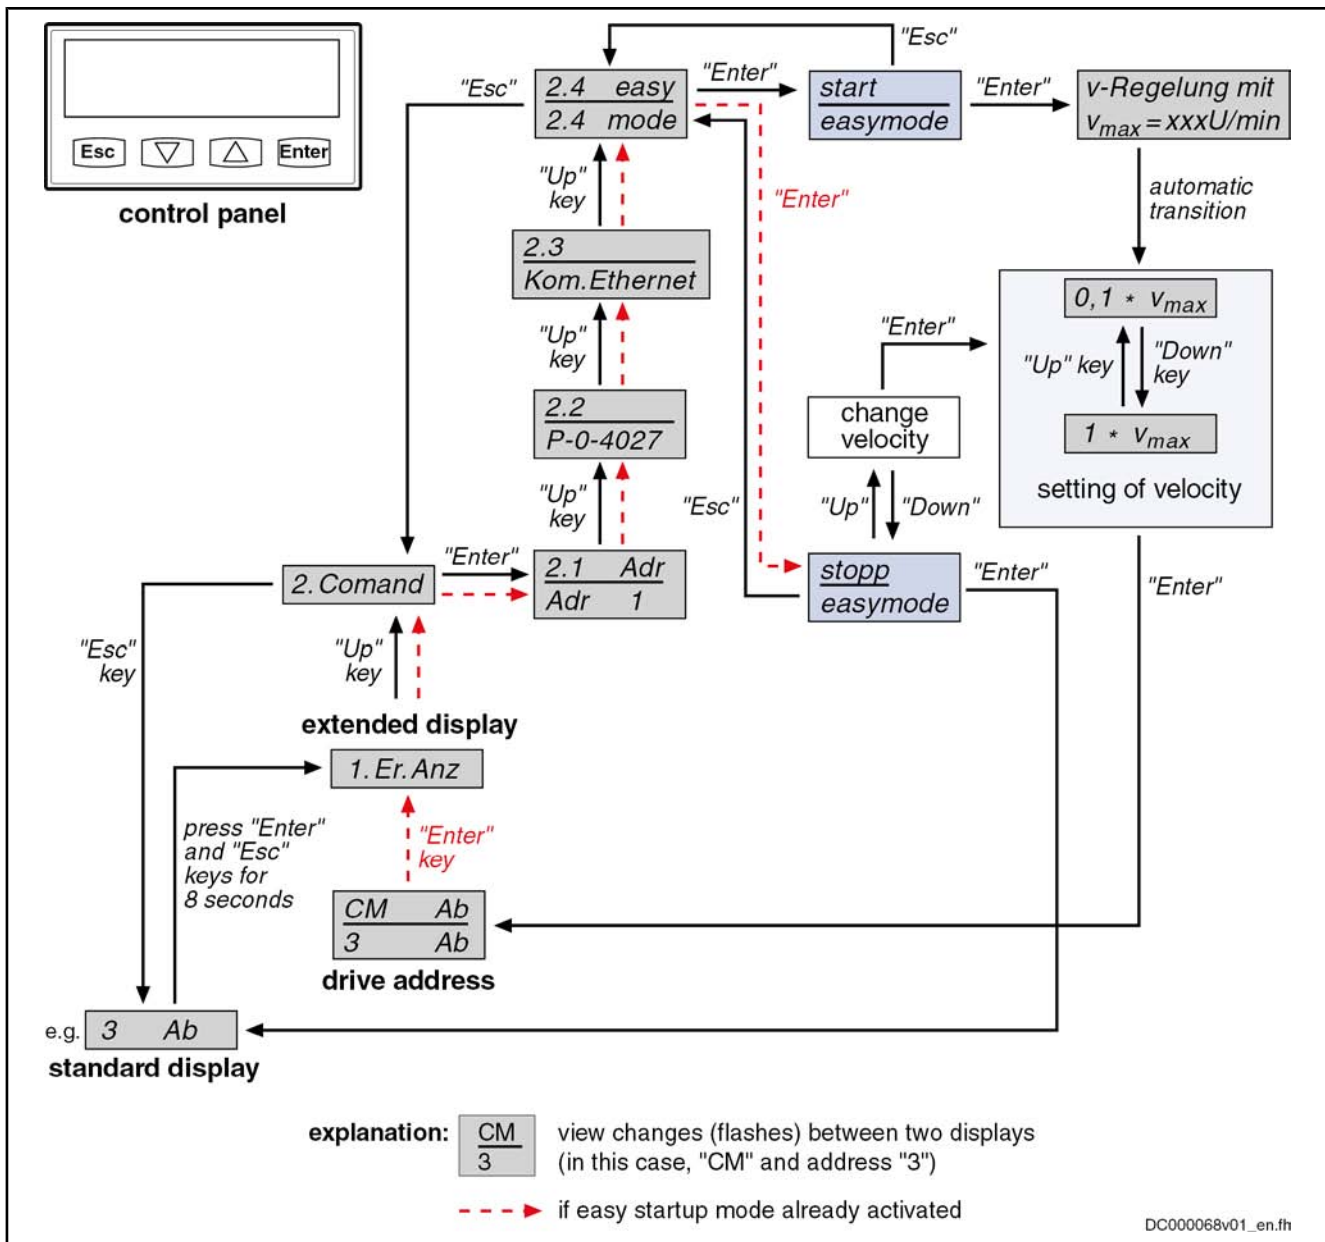 Esc
Enter
control panel
"Esc"
"Esc"
2.4 easy
2.4 mode
"Enter"
start
easymode
"Enter"
v-Regelung mit
vmax = xxxU/min
"Up"
key
"Enter"
automatic
transition
2.3
Kom.Ethernet
0,1 * vmax
"Up" key
"Down"
key
1 * vmax
setting of velocity
"Enter"
"Up"
key
change
velocity
2.2
P-0-4027
"Up"
key
"Esc"
"Up"
"Down"
"Enter"
2.1 Adr
Adr 1
2. Comand
stopp
easymode
"Enter"
"Enter"
"Esc"
key
"Up"
key
extended display
1. Er. Anz
press "Enter"
and "Esc"
keys for
8 seconds
"Enter"
key
CM Ab
3 Ab
drive address
e.g. 3 Ab
standard display
explanation:
CM
3
view changes (flashes) between two displays
(in this case, "CM" and address "3")
if easy startup mode already activated
DC000068v01_en.fh